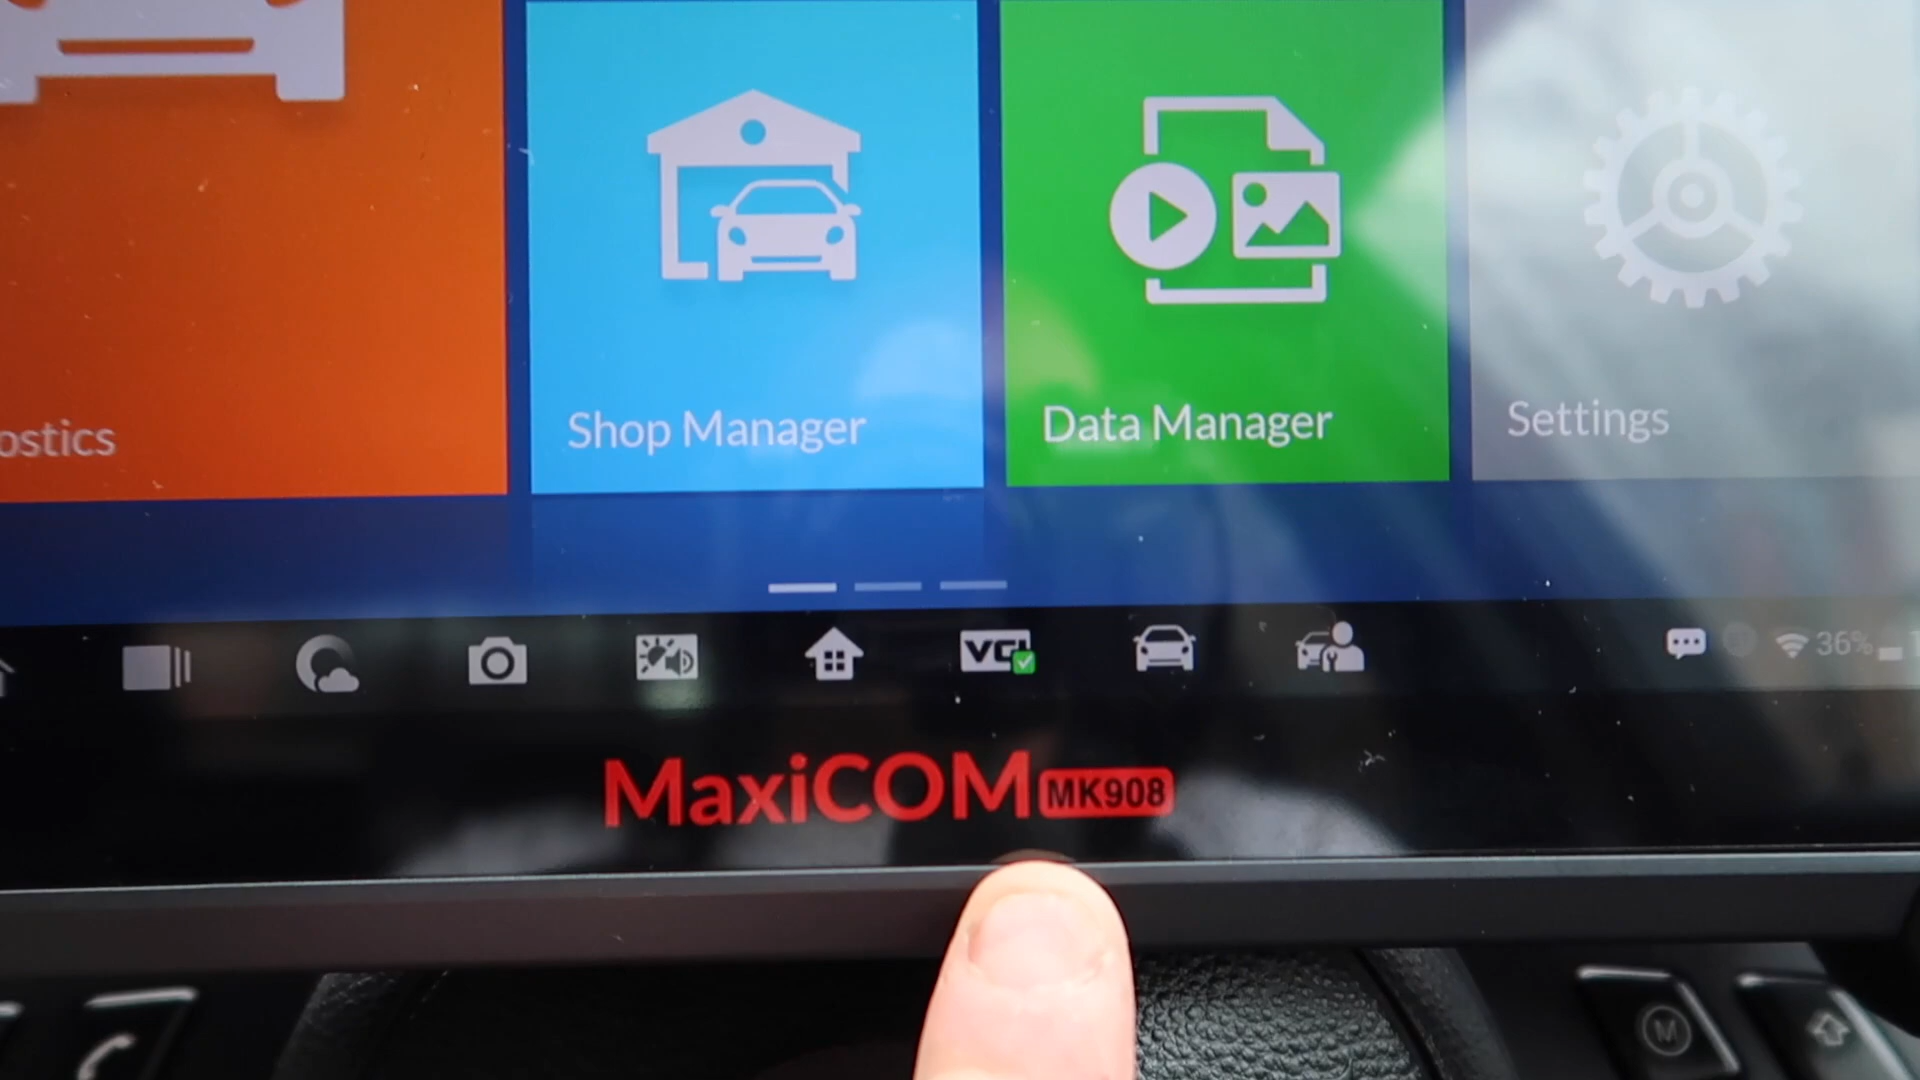 ostics
Shop Manager
Data Manager
Settings
VCI
36%
MaxiCOM MK908
M